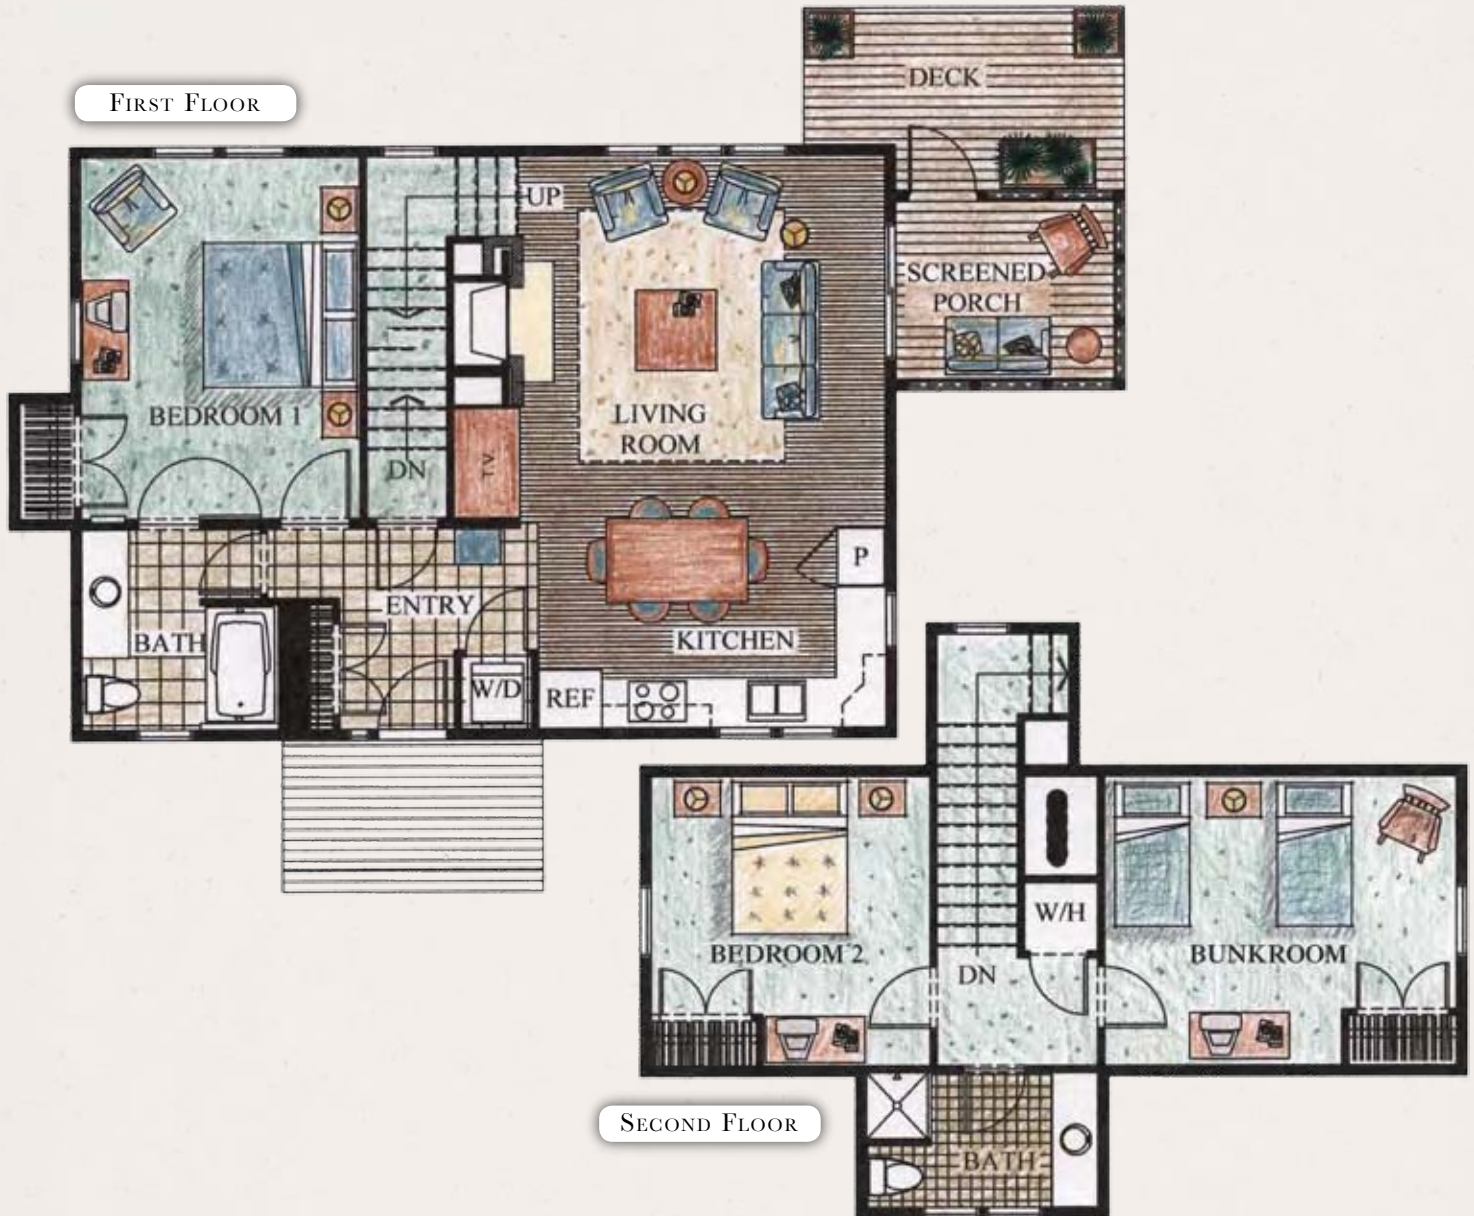 First Floor
DECK
UP
SCREENED
PORCH
BEDROOM 1
LIVING
ROOM
DN
T.V.
P
ENTRY
BATH
KITCHEN
W/D
REF
W/H
BEDROOM 2
BUNKROOM
DN
Second Floor
BATH